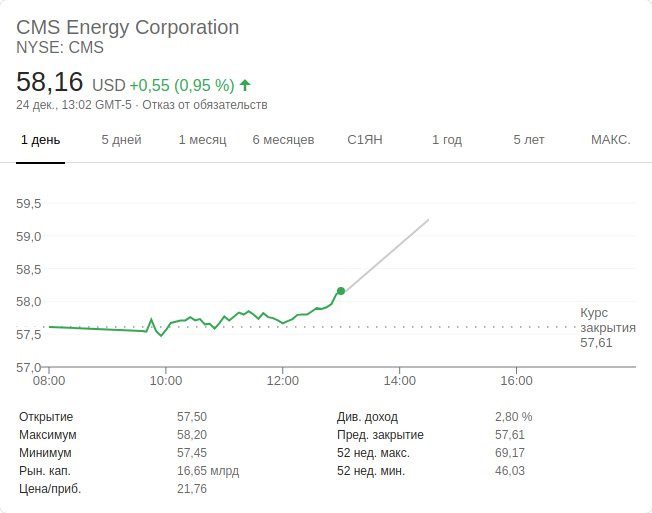 CMS Energy Corporation
NYSE: CMS
58,16 USD +0,55 (0,95 %)
24 дек., 13:02 GMT-5 · Отказ от обязательств
1 день 5 дней 1 месяц 6 месяцев С1ЯН 1 год 5 лет МАКС.
59,5
59,0
58,5
58,0
57,5
57,0
Курс
закрытия
57,61
08:00 10:00 12:00 14:00 16:00
Открытие 57,50 Див. доход 2,80 %
Максимум 58,20 Пред. закрытие 57,61
Минимум 57,45 52 нед. макс. 69,17
Рын. кап. 16,65 млрд 52 нед. мин. 46,03
Цена/приб. 21,76